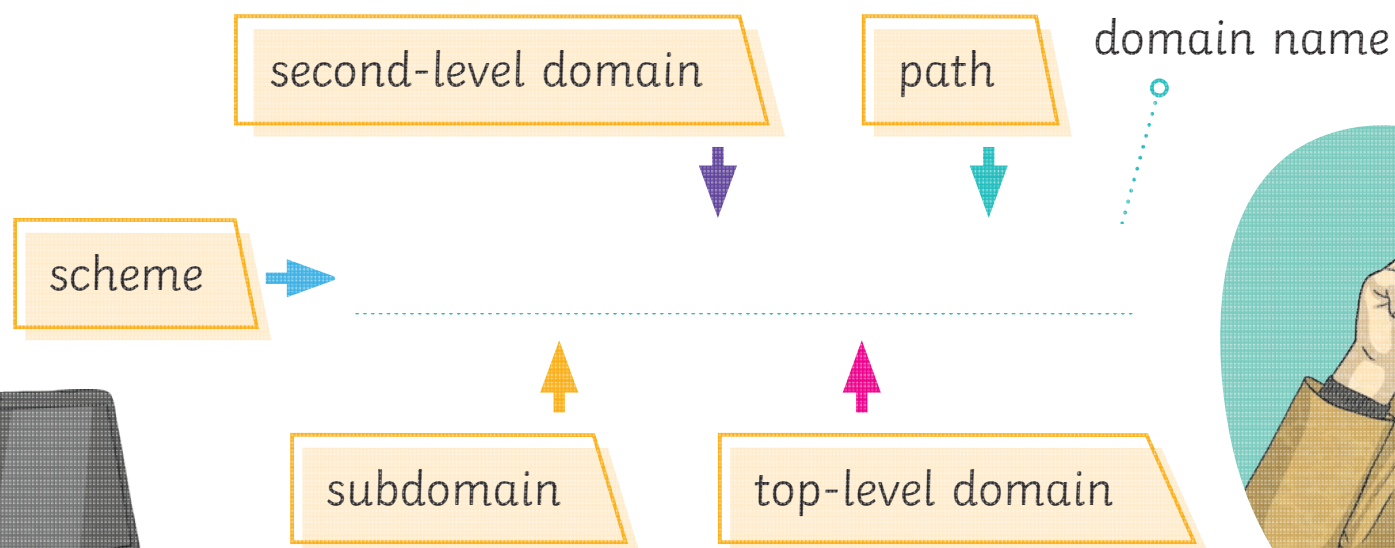 domain name
second-level domain
path
scheme
subdomain
top-level domain